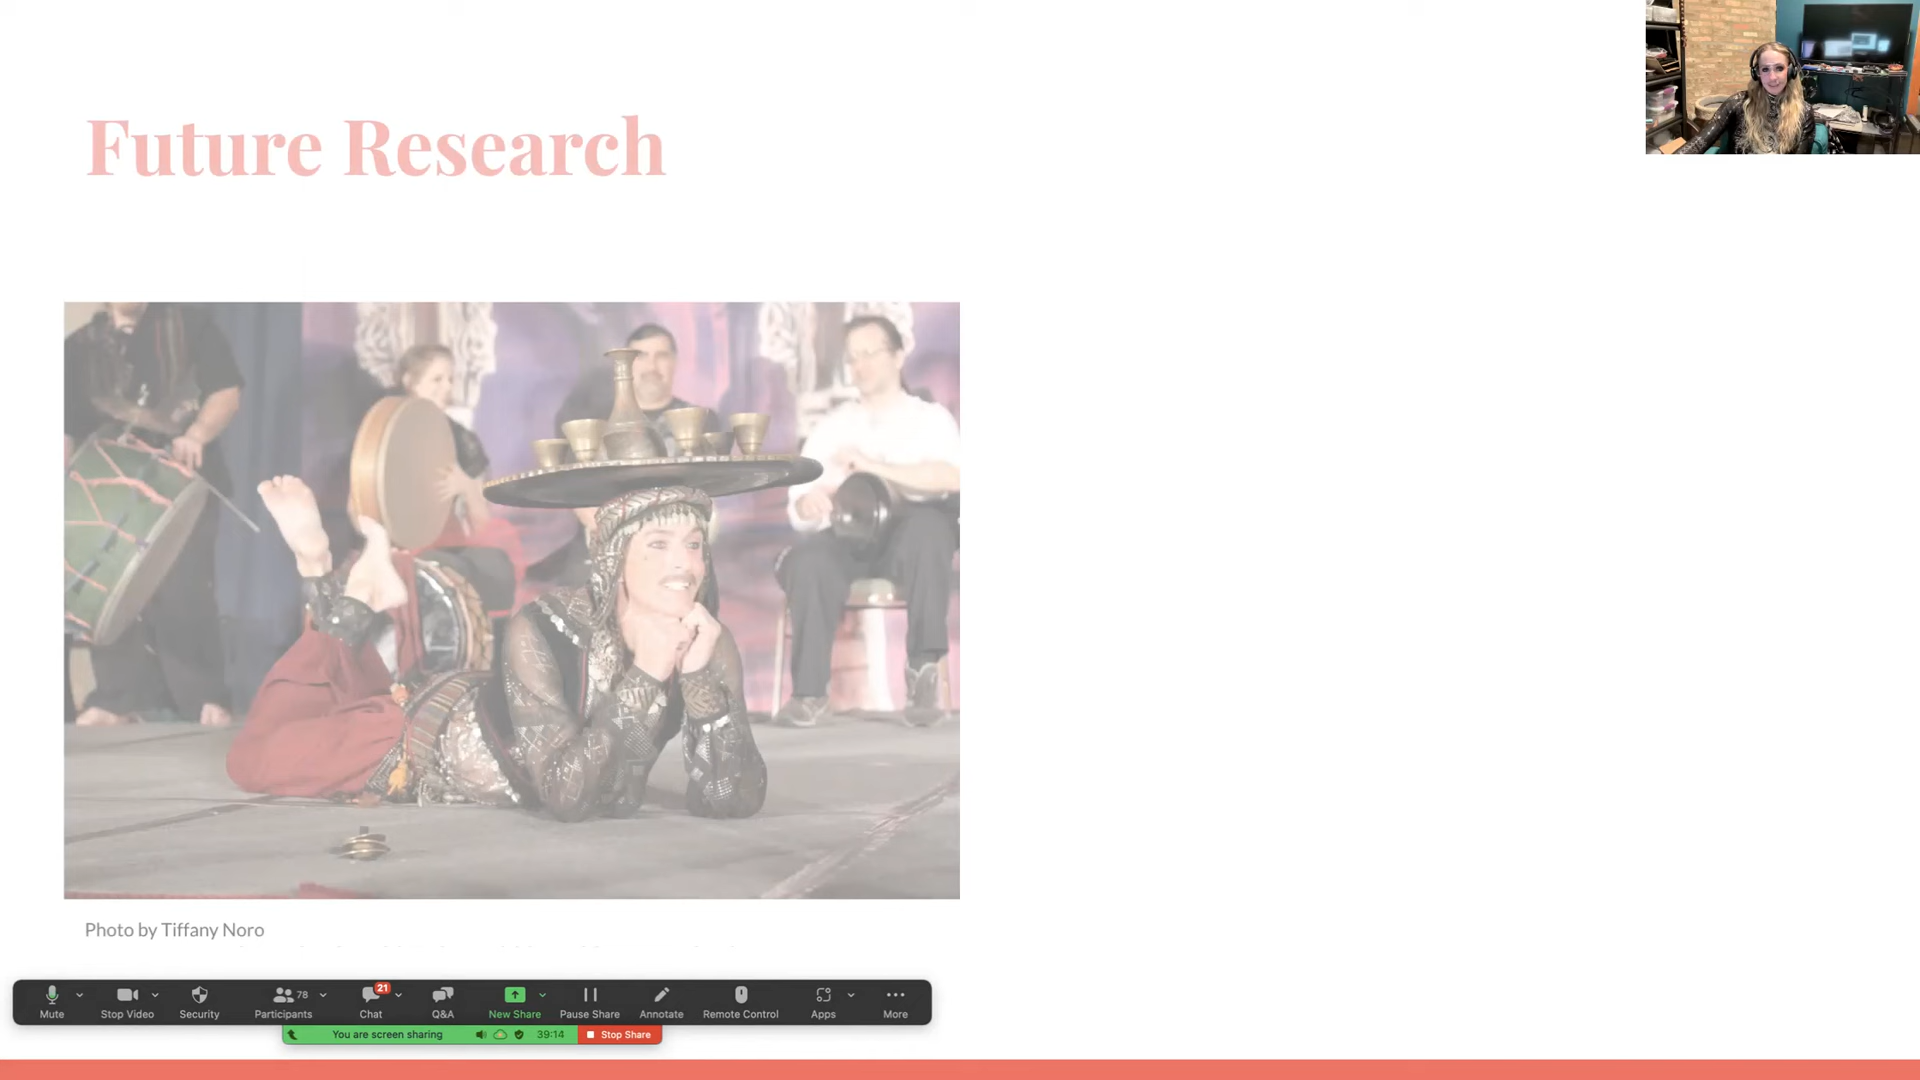 Future Research
Photo by Tiffany Noro
78
21
Mute
Stop Video
Security
Participants
Chat
Q&A
New Share
Pause Share
Annotate
Remote Control
Apps
More
You are screen sharing
39:14
Stop Share